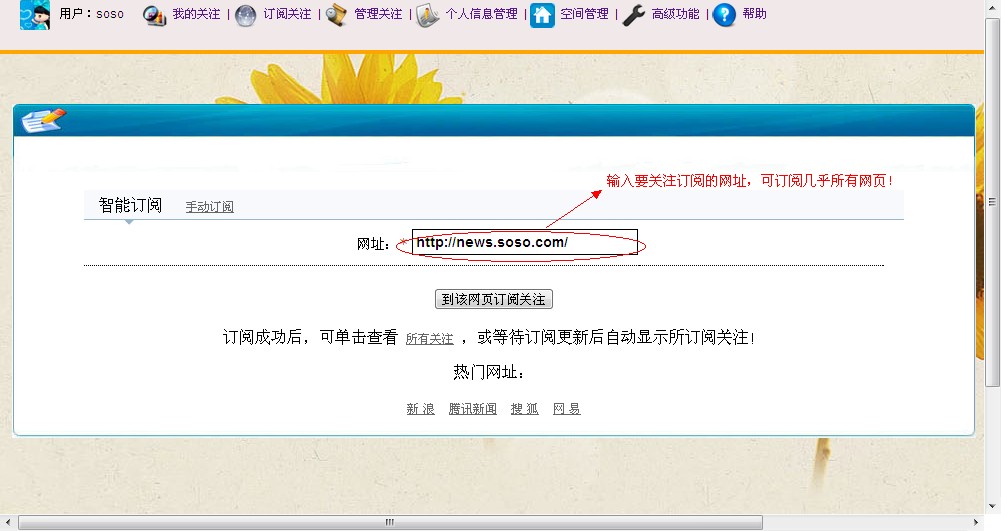 用户：soso 我的关注 | 订阅关注 | 管理关注 | 个人信息管理 | 空间管理 | 高级功能 | 帮助
输入要关注订阅的网址，可订阅几乎所有网页！
智能订阅 手动订阅
网址：* http://news.soso.com/
到该网页订阅关注
订阅成功后，可单击查看 所有关注 ，或等待订阅更新后自动显示所订阅关注！
热门网址：
新 浪 腾讯新闻 搜 狐 网 易